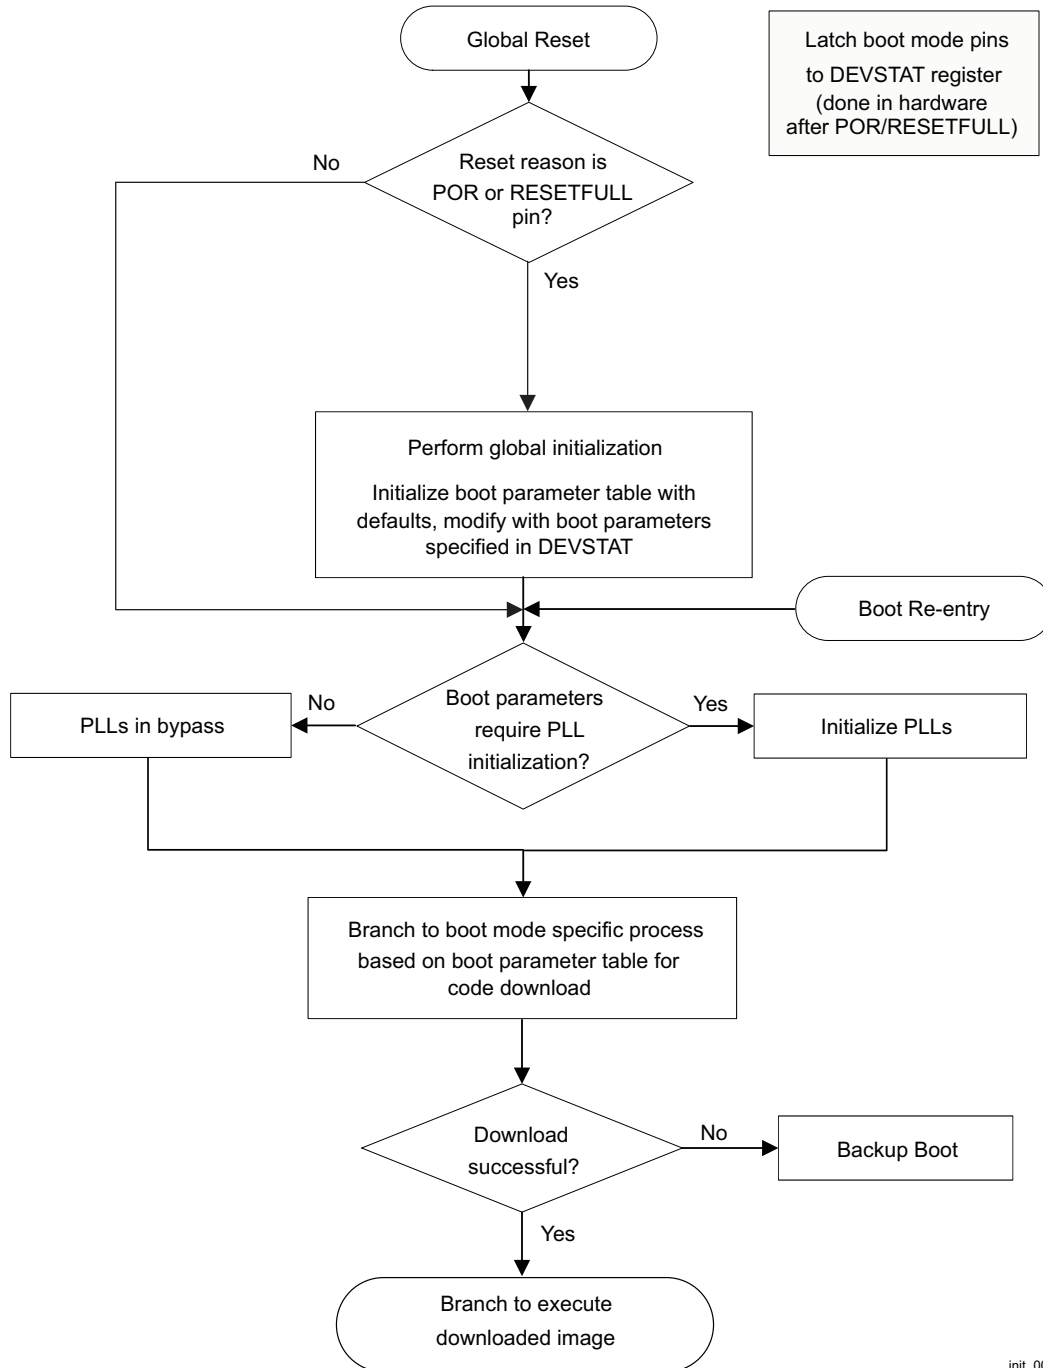 Global Reset
Latch boot mode pins
to DEVSTAT register
(done in hardware
after POR/RESETFULL)
No
Reset reason is
POR or RESETFULL
pin?
Yes
Perform global initialization
Initialize boot parameter table with
defaults, modify with boot parameters
specified in DEVSTAT
Boot Re-entry
No
Boot parameters
require PLL
initialization?
Yes
PLLs in bypass
Initialize PLLs
Branch to boot mode specific process
based on boot parameter table for
code download
Download
successful?
No
Backup Boot
Yes
Branch to execute
downloaded image